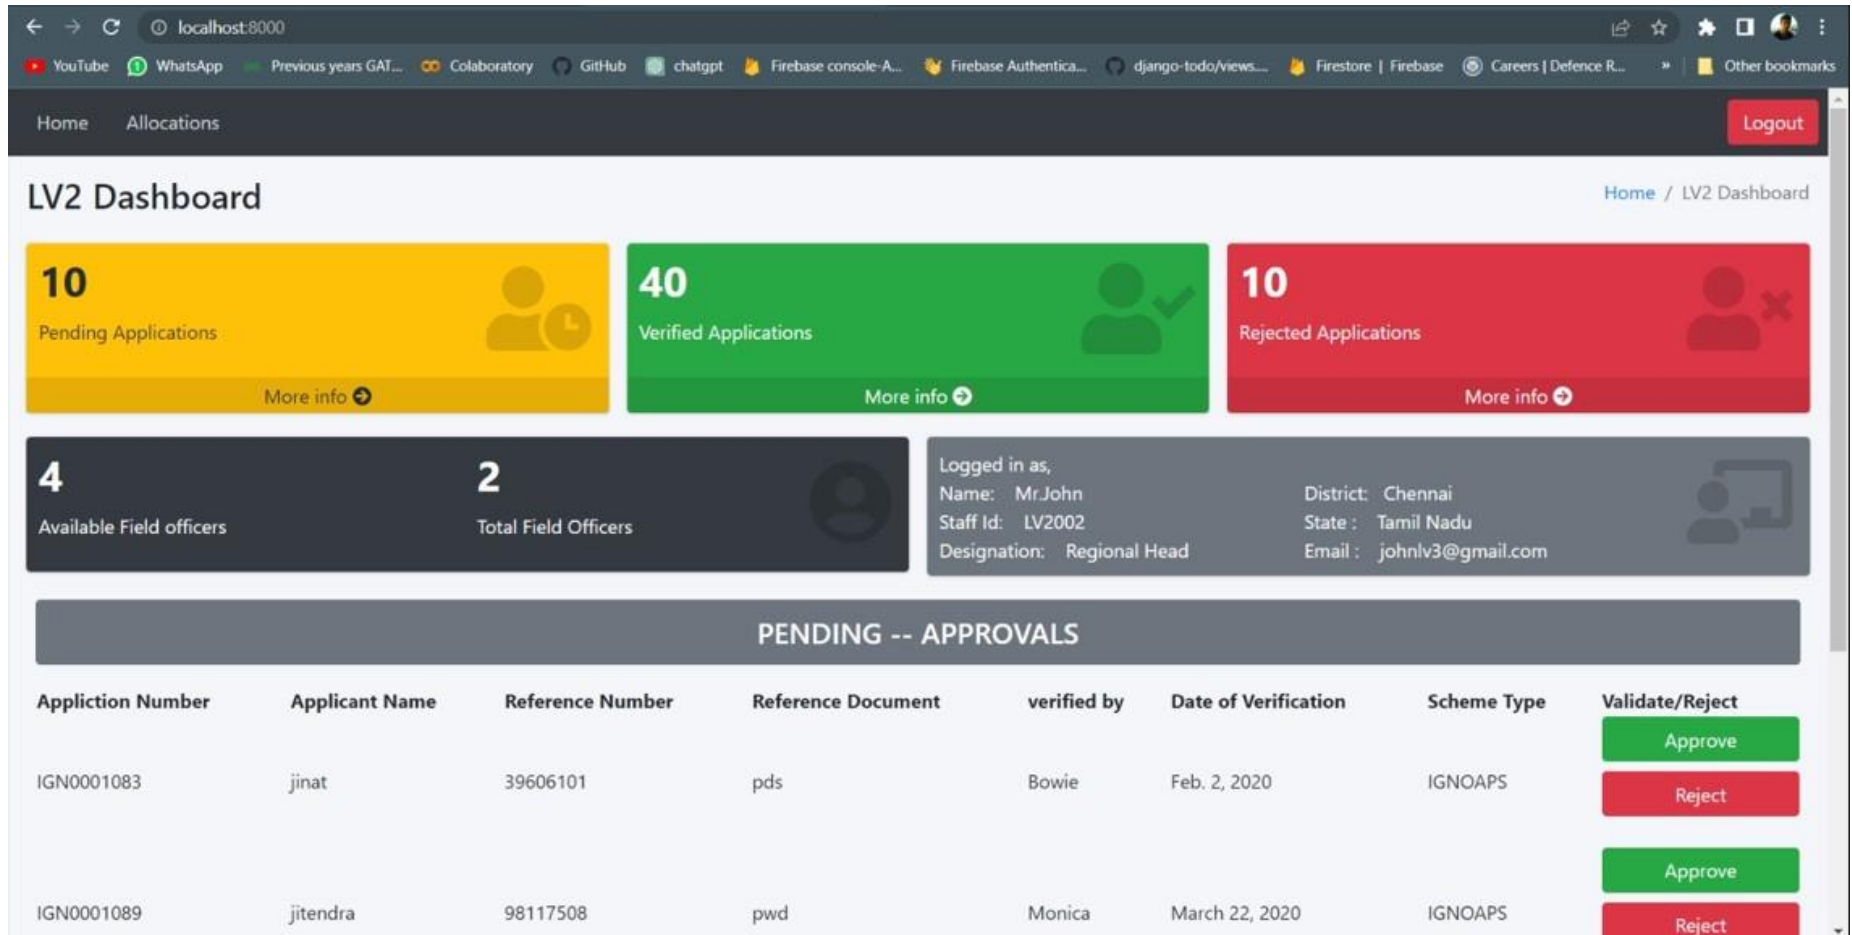 localhost:8000
YouTube WhatsApp Previous years GAT... Colaboratory GitHub chatgpt Firebase console-A... Firebase Authentica... django-todo/views.... Firestore | Firebase Careers | Defence R... » Other bookmarks
Home Allocations Logout
LV2 Dashboard Home / LV2 Dashboard
10 40 10
Pending Applications Verified Applications Rejected Applications
More info More info More info
4 2
Available Field officers Total Field Officers
Logged in as,
Name: Mr.John District: Chennai
Staff Id: LV2002 State : Tamil Nadu
Designation: Regional Head Email : johnlv3@gmail.com
PENDING -- APPROVALS
Appliction Number Applicant Name Reference Number Reference Document verified by Date of Verification Scheme Type Validate/Reject
Approve
IGN0001083 jinat 39606101 pds Bowie Feb. 2, 2020 IGNOAPS
Reject
Approve
IGN0001089 jitendra 98117508 pwd Monica March 22, 2020 IGNOAPS
Reject